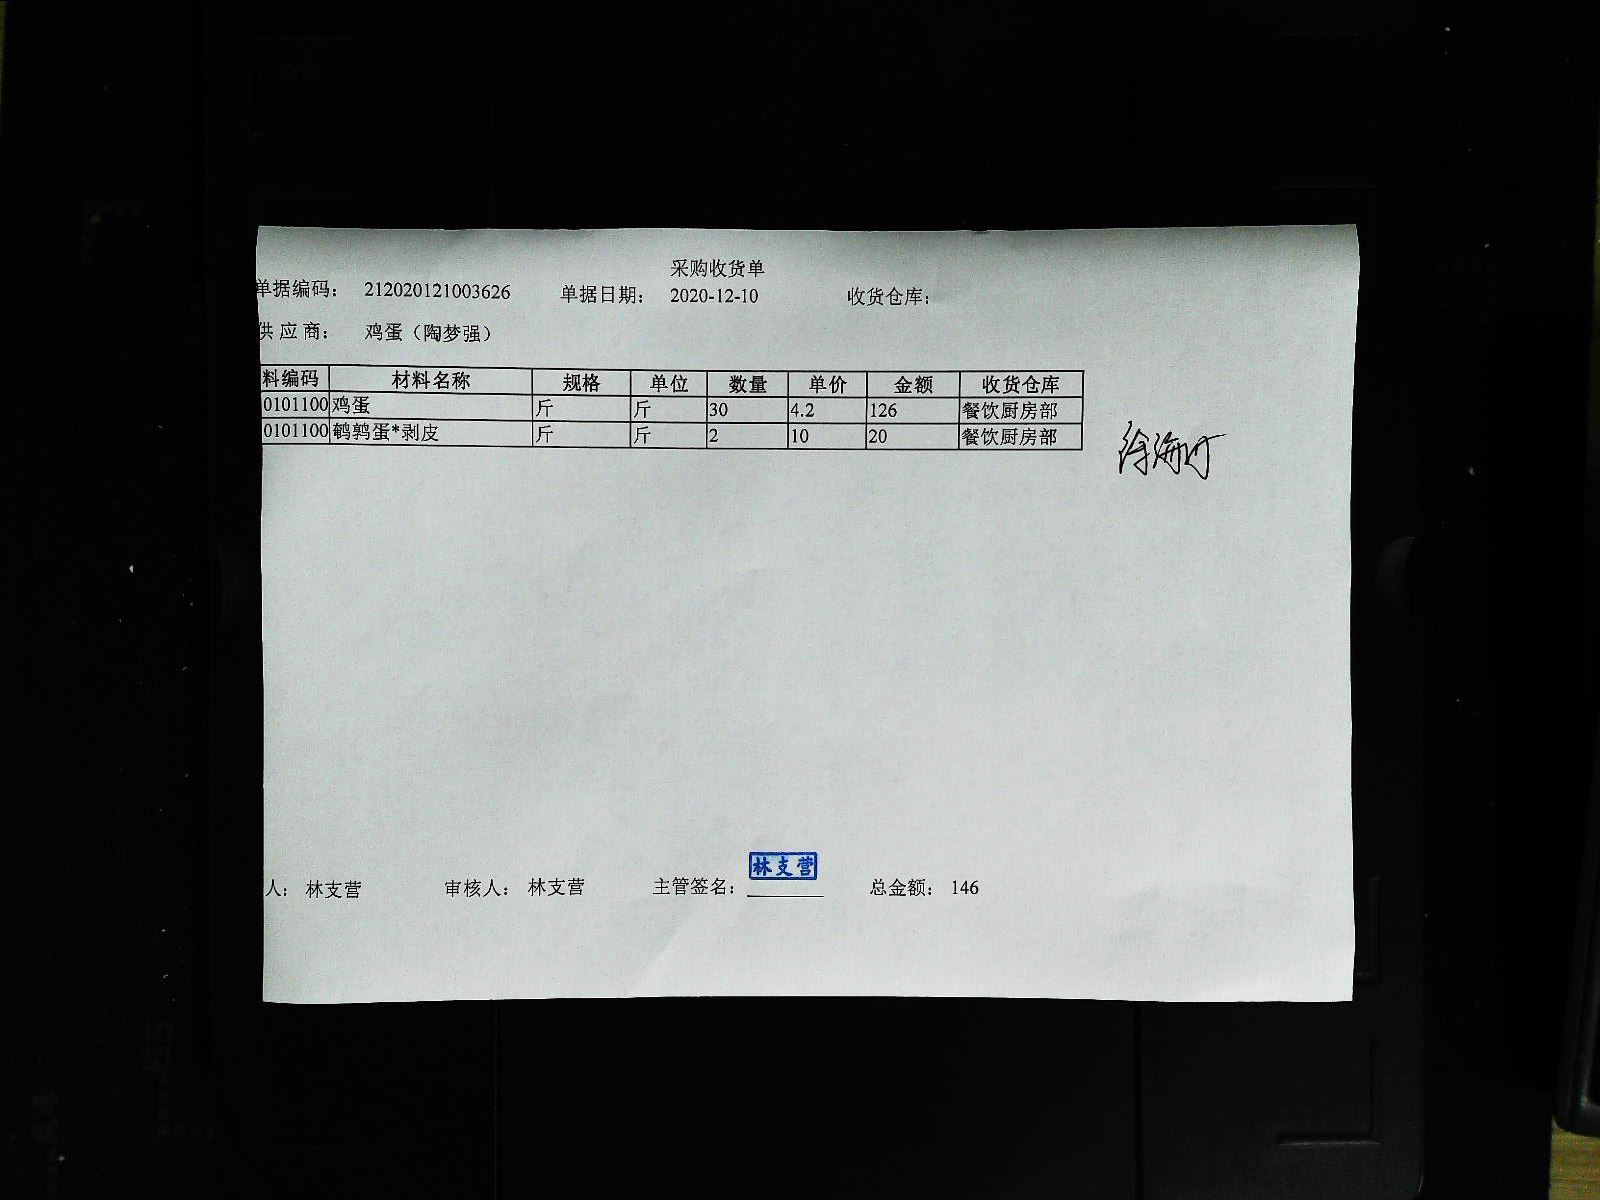 采购收货单
单据编码： 212020121003626 单据日期： 2020-12-10 收货仓库：
供 应 商： 鸡蛋（陶梦强）
料编码 材料名称 规格 单位 数量 单价 金额 收货仓库
0101100 鸡蛋 斤 斤 30 4.2 126 餐饮厨房部
0101100 鹌鹑蛋*剥皮 斤 斤 2 10 20 餐饮厨房部
林支营
人： 林支营 审核人： 林支营 主管签名： 总金额： 146